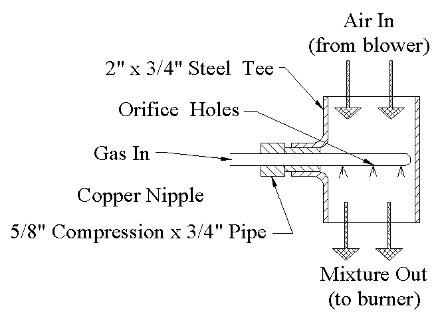 Air In
(from blower)
2" x 3/4" Steel Tee
Orifice Holes
Gas In
Copper Nipple
5/8" Compression x 3/4" Pipe
Mixture Out
(to burner)